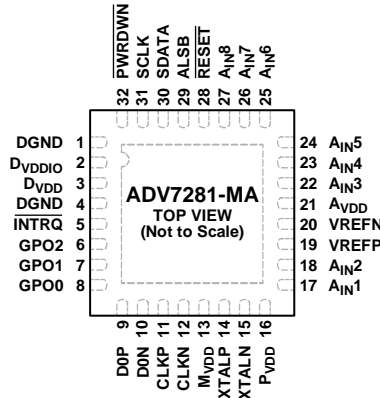 32 PWRDWN
31 SCLK
30 SDATA
29 ALSB
28 RESET
27 AIN8
26 AIN7
25 AIN6
DGND 1
DVDDIO 2
DVDD 3
DGND 4
INTRQ 5
GPO2 6
GPO1 7
GPO0 8
ADV7281-MA
TOP VIEW
(Not to Scale)
24 AIN5
23 AIN4
22 AIN3
21 AVDD
20 VREFN
19 VREFP
18 AIN2
17 AIN1
D0P 9
D0N 10
CLKP 11
CLKN 12
MVDD 13
XTALP 14
XTALN 15
PVDD 16